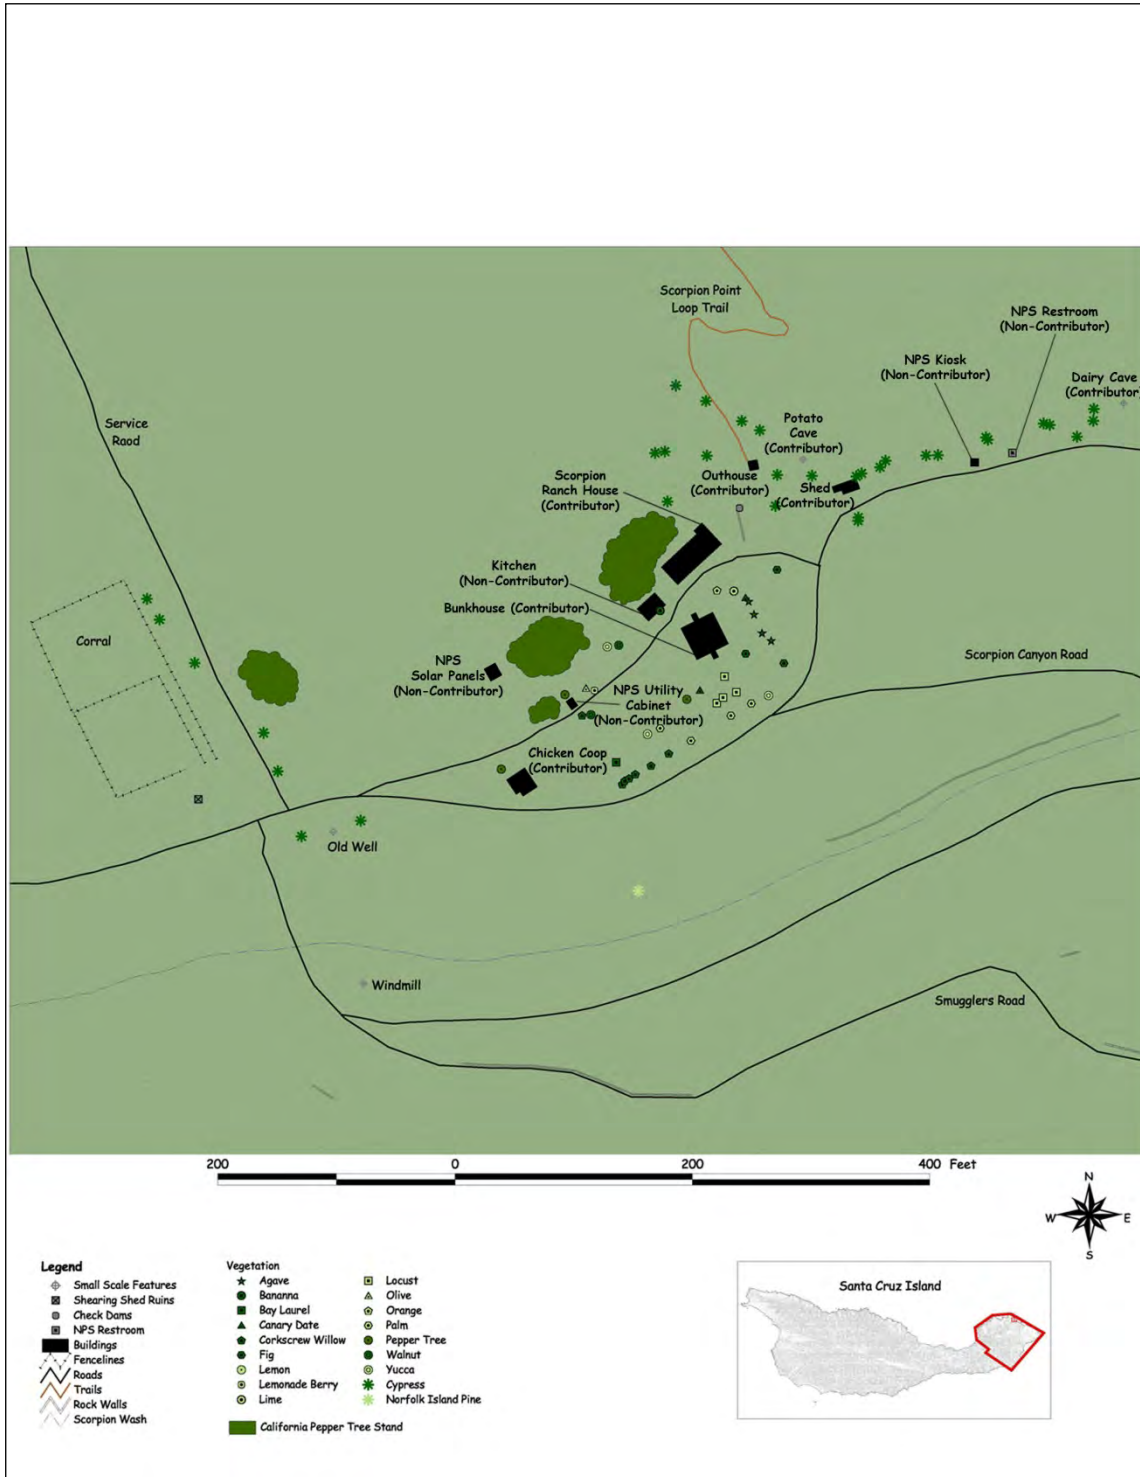 Scorpion Point
Loop Trail
NPS Restroom
(Non-Contributor)
NPS Kiosk
(Non-Contributor)
Dairy Cave
(Contributor)
Service
Raod
Potato
Cave
(Contributor)
Scorpion
Ranch House
(Contributor)
Outhouse
(Contributor)
Shed
(Contributor)
Kitchen
(Non-Contributor)
Bunkhouse (Contributor)
Corral
NPS
Solar Panels
(Non-Contributor)
Scorpion Canyon Road
NPS Utility
Cabinet
(Non-Contributor)
Chicken Coop
(Contributor)
Old Well
Windmill
Smugglers Road
200 0 200 400 Feet
N
W E
S
Legend
Small Scale Features
Shearing Shed Ruins
Check Dams
NPS Restroom
Buildings
Fencelines
Roads
Trails
Rock Walls
Scorpion Wash
Vegetation
Agave
Bananna
Bay Laurel
Canary Date
Corkscrew Willow
Fig
Lemon
Lemonade Berry
Lime
Locust
Olive
Orange
Palm
Pepper Tree
Walnut
Yucca
Cypress
Norfolk Island Pine
California Pepper Tree Stand
Santa Cruz Island